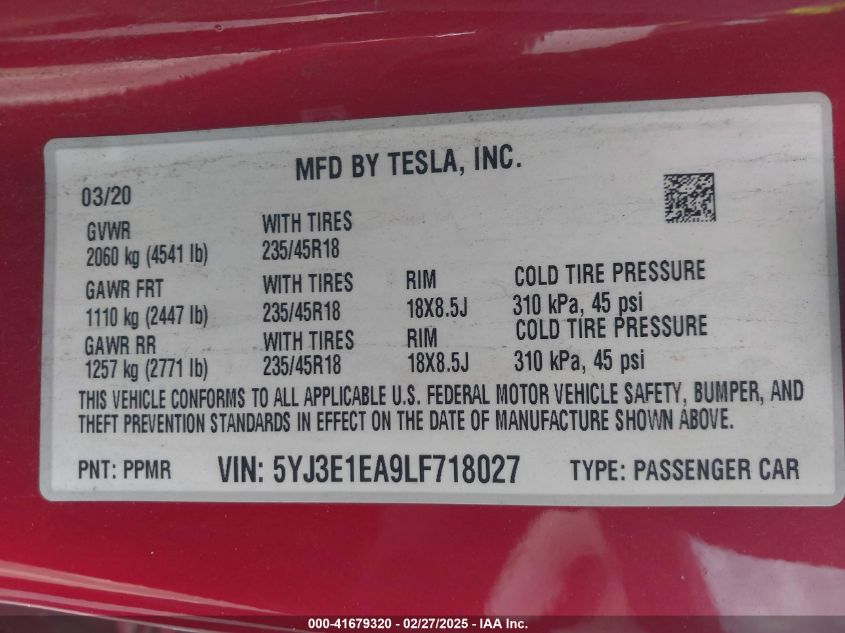 MFD BY TESLA, INC.
03/20
GVWR WITH TIRES
2060 kg (4541 lb) 235/45R18
GAWR FRT WITH TIRES RIM COLD TIRE PRESSURE
1110 kg (2447 lb) 235/45R18 18X8.5J 310 kPa, 45 psi
GAWR RR WITH TIRES RIM COLD TIRE PRESSURE
1257 kg (2771 lb) 235/45R18 18X8.5J 310 kPa, 45 psi
THIS VEHICLE CONFORMS TO ALL APPLICABLE U.S. FEDERAL MOTOR VEHICLE SAFETY, BUMPER, AND
THEFT PREVENTION STANDARDS IN EFFECT ON THE DATE OF MANUFACTURE SHOWN ABOVE.
PNT: PPMR VIN: 5YJ3E1EA9LF718027 TYPE: PASSENGER CAR
000-41679320 - 02/27/2025 - IAA Inc.